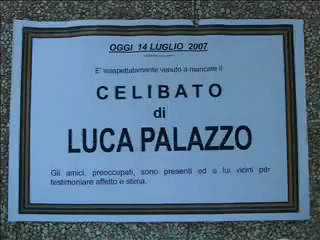 OGGI 14 LUGLIO 2007
E' inaspettatamente venuto a mancare il
CELIBATO
di
LUCA PALAZZO
Gli amici, preoccupati, sono presenti ed a lui vicini per
testimoniare affetto e stima.